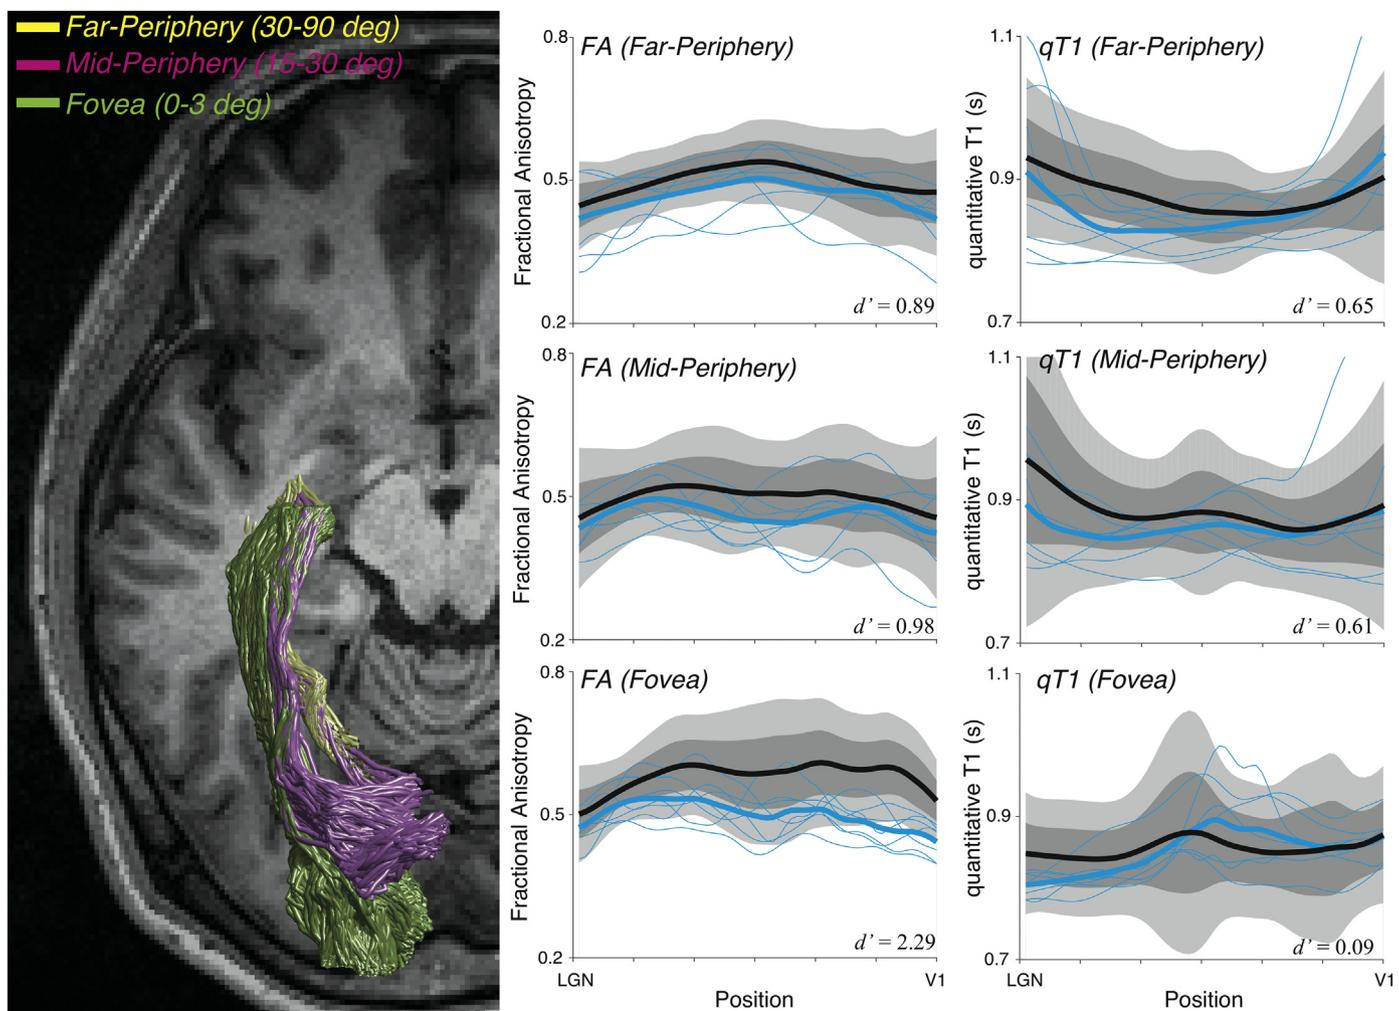 Far-Periphery (30-90 deg)
Mid-Periphery (15-30 deg)
Fovea (0-3 deg)
FA (Far-Periphery)
Fractional Anisotropy
0.8
0.5
0.2
d’ = 0.89
qT1 (Far-Periphery)
quantitative T1 (s)
1.1
0.9
0.7
d’ = 0.65
FA (Mid-Periphery)
Fractional Anisotropy
0.8
0.5
0.2
d’ = 0.98
qT1 (Mid-Periphery)
quantitative T1 (s)
1.1
0.9
0.7
d’ = 0.61
FA (Fovea)
Fractional Anisotropy
0.8
0.5
0.2
d’ = 2.29
LGN
V1
Position
qT1 (Fovea)
quantitative T1 (s)
1.1
0.9
0.7
d’ = 0.09
LGN
V1
Position